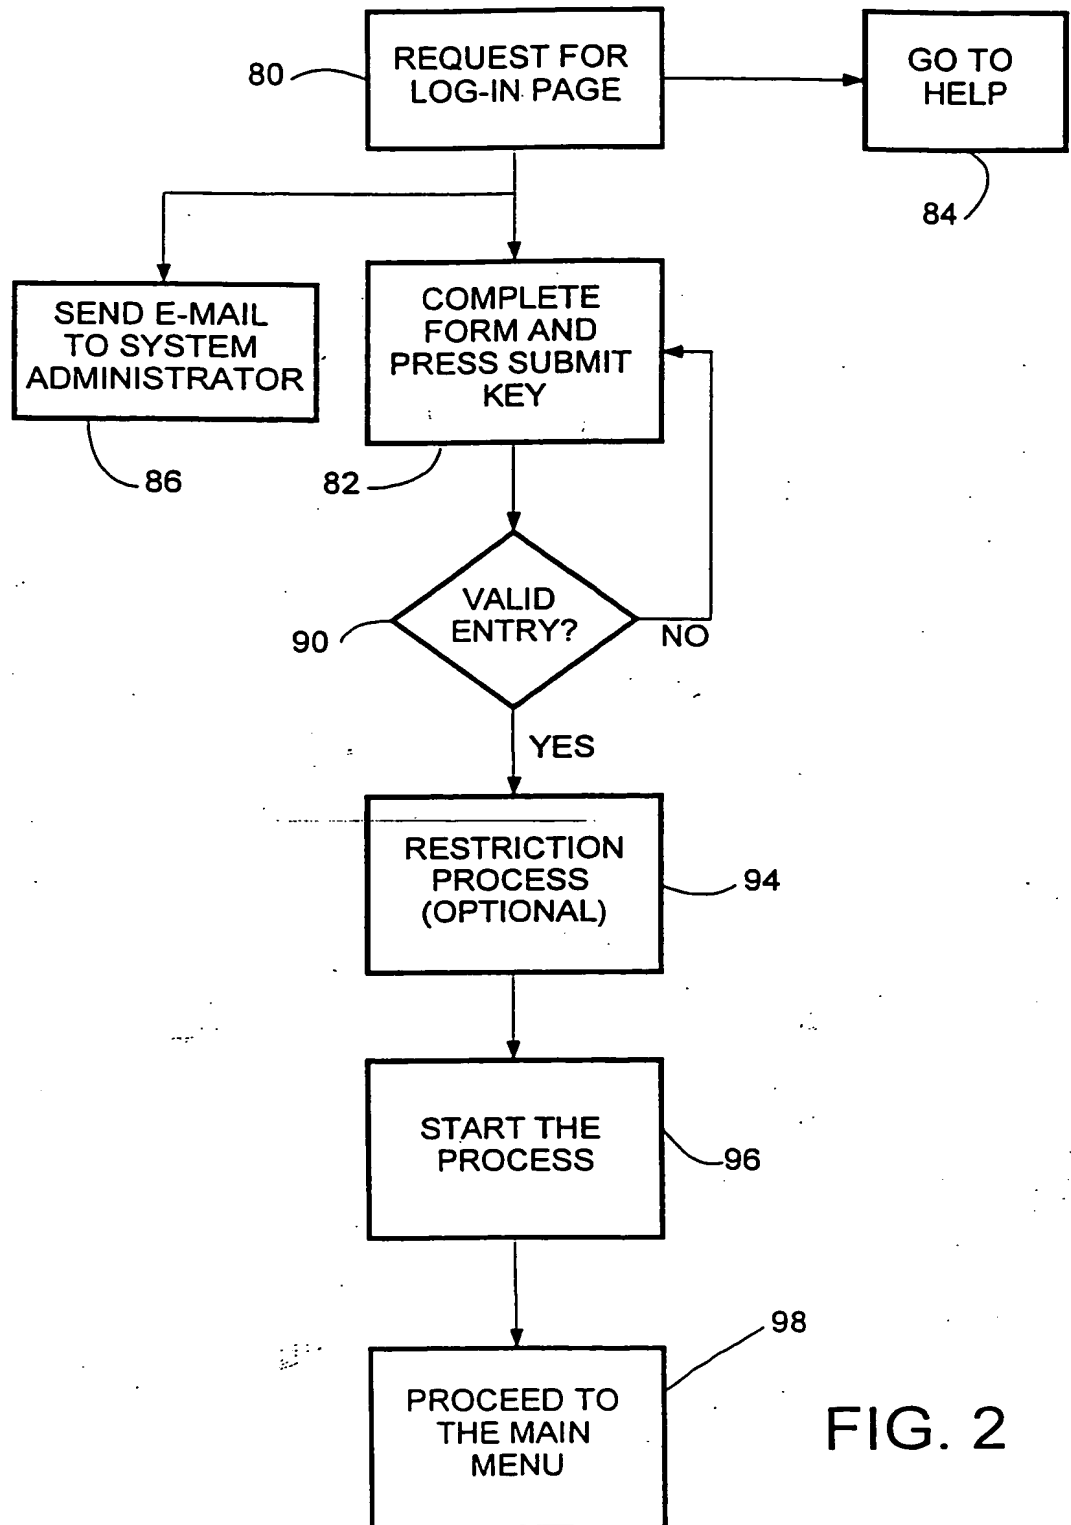 80
REQUEST FOR
LOG-IN PAGE
GO TO
HELP
84
SEND E-MAIL
TO SYSTEM
ADMINISTRATOR
86
COMPLETE
FORM AND
PRESS SUBMIT
KEY
82
VALID
ENTRY?
90
NO
YES
RESTRICTION
PROCESS
(OPTIONAL)
94
START THE
PROCESS
96
98
PROCEED TO
THE MAIN
MENU
FIG. 2